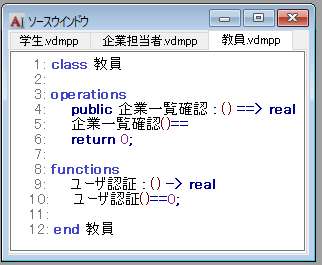 ソースウィンドウ
学生.vdmpp 企業担当者.vdmpp 教員.vdmpp
1: class 教員
2:
3: operations
4: public 企業一覧確認 : () ==> real
5: 企業一覧確認()==
6: return 0;
7:
8: functions
9: ユーザ認証 : () -> real
10: ユーザ認証()==0;
11:
12: end 教員